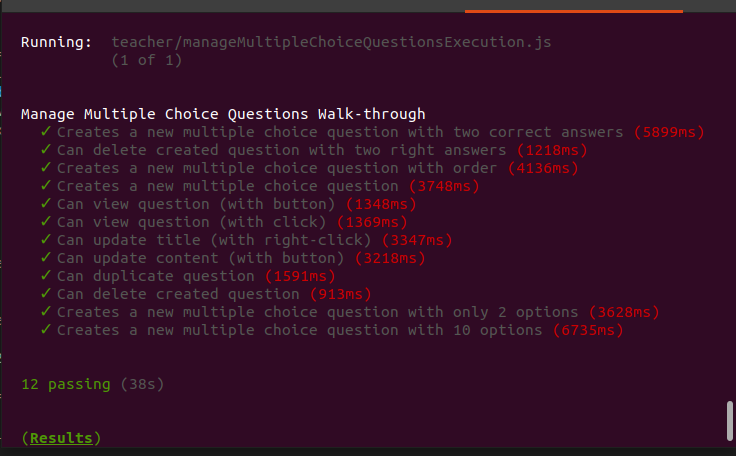 Running: teacher/manageMultipleChoiceQuestionsExecution.js
(1 of 1)
Manage Multiple Choice Questions Walk-through
✓ Creates a new multiple choice question with two correct answers (5899ms)
✓ Can delete created question with two right answers (1218ms)
✓ Creates a new multiple choice question with order (4136ms)
✓ Creates a new multiple choice question (3748ms)
✓ Can view question (with button) (1348ms)
✓ Can view question (with click) (1369ms)
✓ Can update title (with right-click) (3347ms)
✓ Can update content (with button) (3218ms)
✓ Can duplicate question (1591ms)
✓ Can delete created question (913ms)
✓ Creates a new multiple choice question with only 2 options (3628ms)
✓ Creates a new multiple choice question with 10 options (6735ms)
12 passing (38s)
(Results)